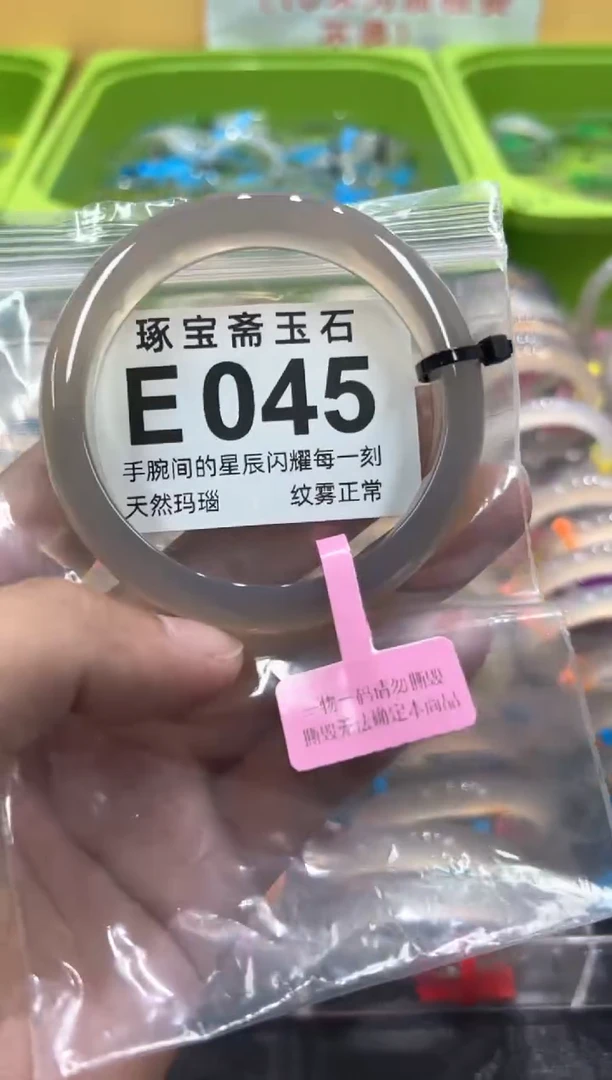 琢宝斋玉石
E045
手腕间的星辰闪耀每一刻
天然玛瑙 纹雾正常
一物一码请勿撕毁
撕毁无法确定本商品